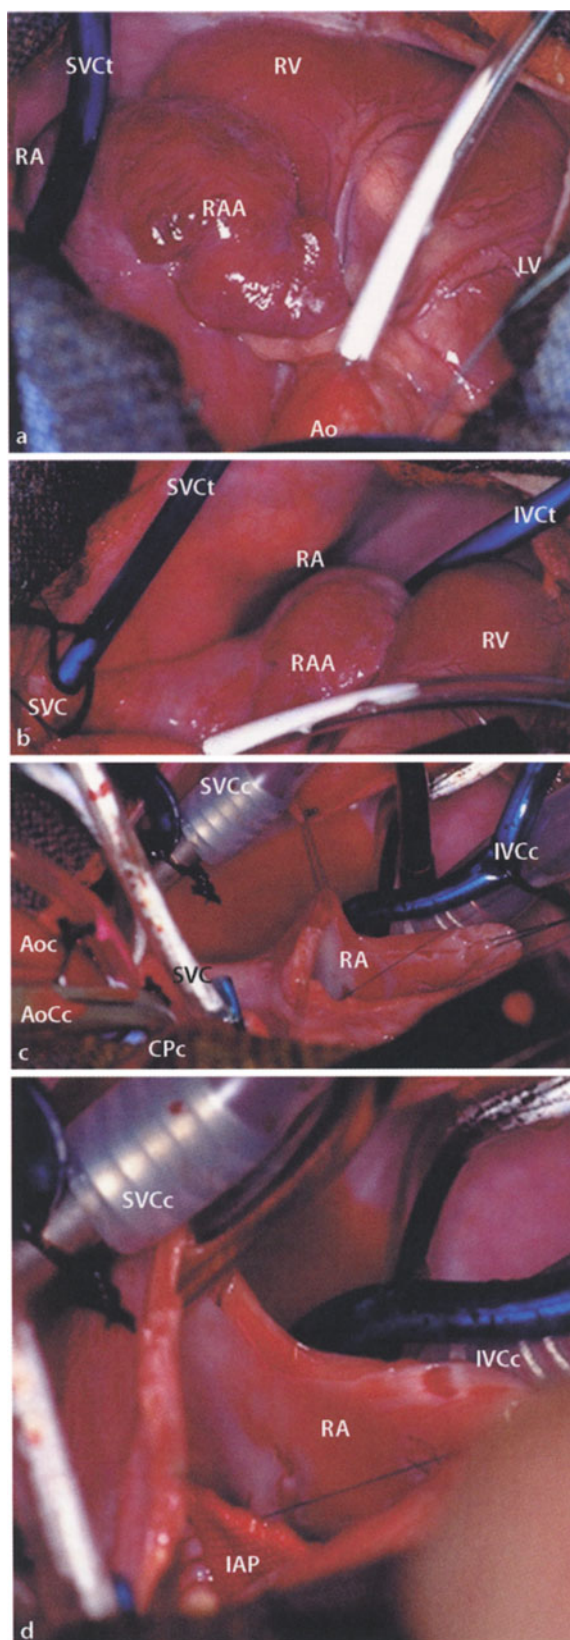 SVCt
RV
RA
RAA
LV
Ao
a
SVCt
IVCt
RA
RAA
RV
SVC
b
SVCc
IVCc
Aoc
SVC
RA
AoCc
CPc
c
SVCc
IVCc
RA
IAP
d